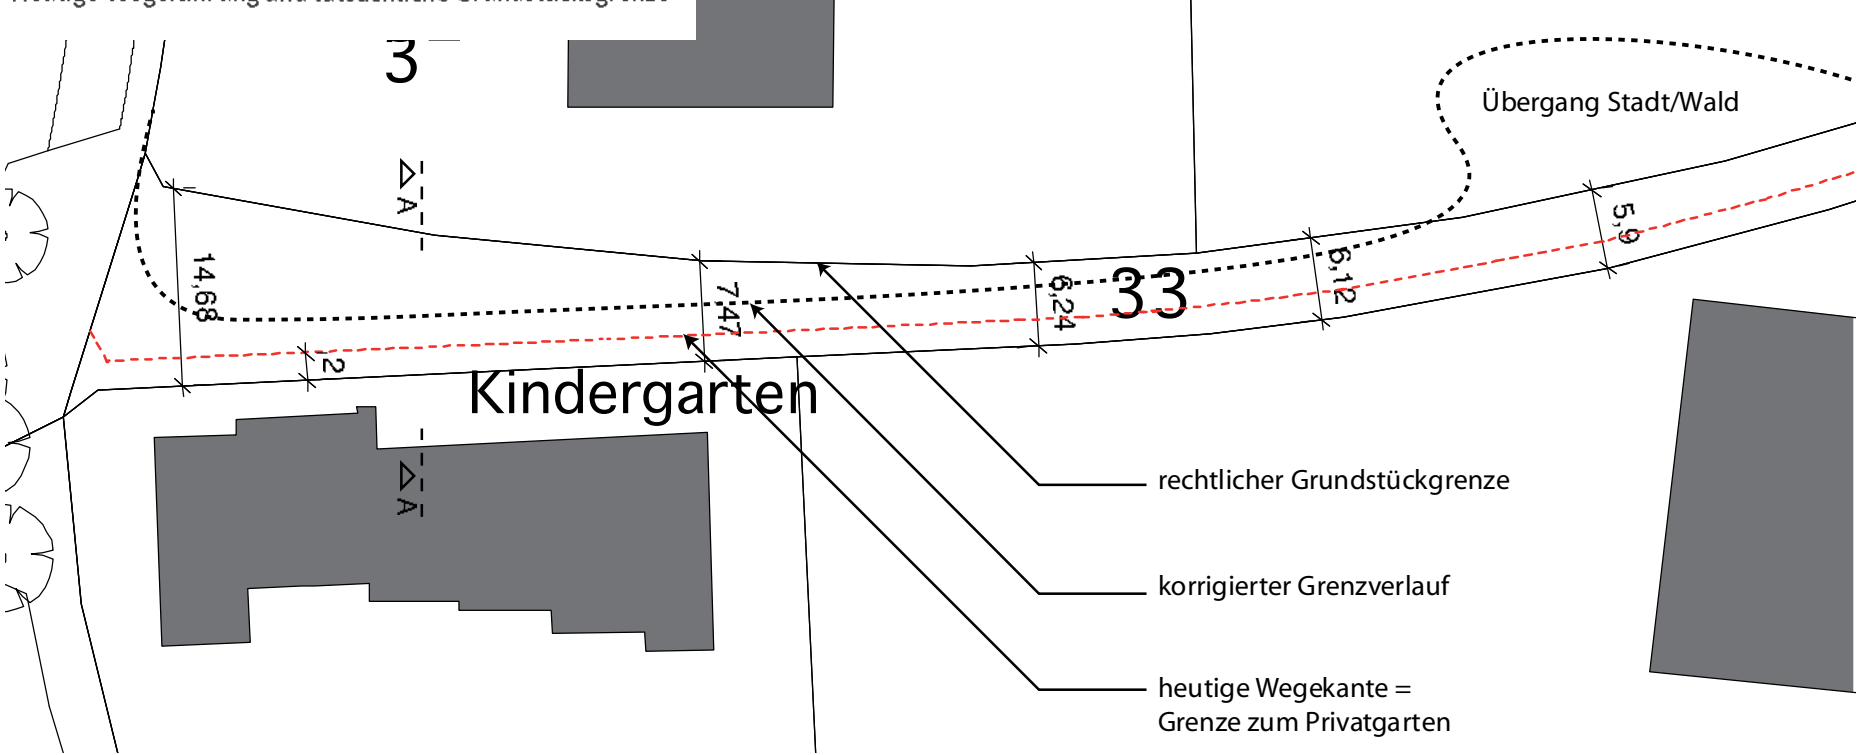 3
Übergang Stadt/Wald
A
14,68
7,47
6,24
33
6,12
5,9
2
Kindergarten
A
rechtlicher Grundstückgrenze
korrigierter Grenzverlauf
heutige Wegekante =
Grenze zum Privatgarten